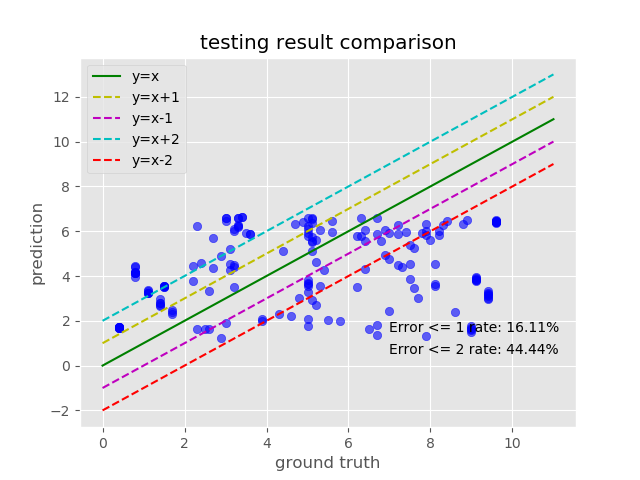 testing result comparison
y=x
y=x+1
y=x-1
y=x+2
y=x-2
12
10
8
6
4
2
0
−2
prediction
Error <= 1 rate: 16.11%
Error <= 2 rate: 44.44%
0 2 4 6 8 10
ground truth